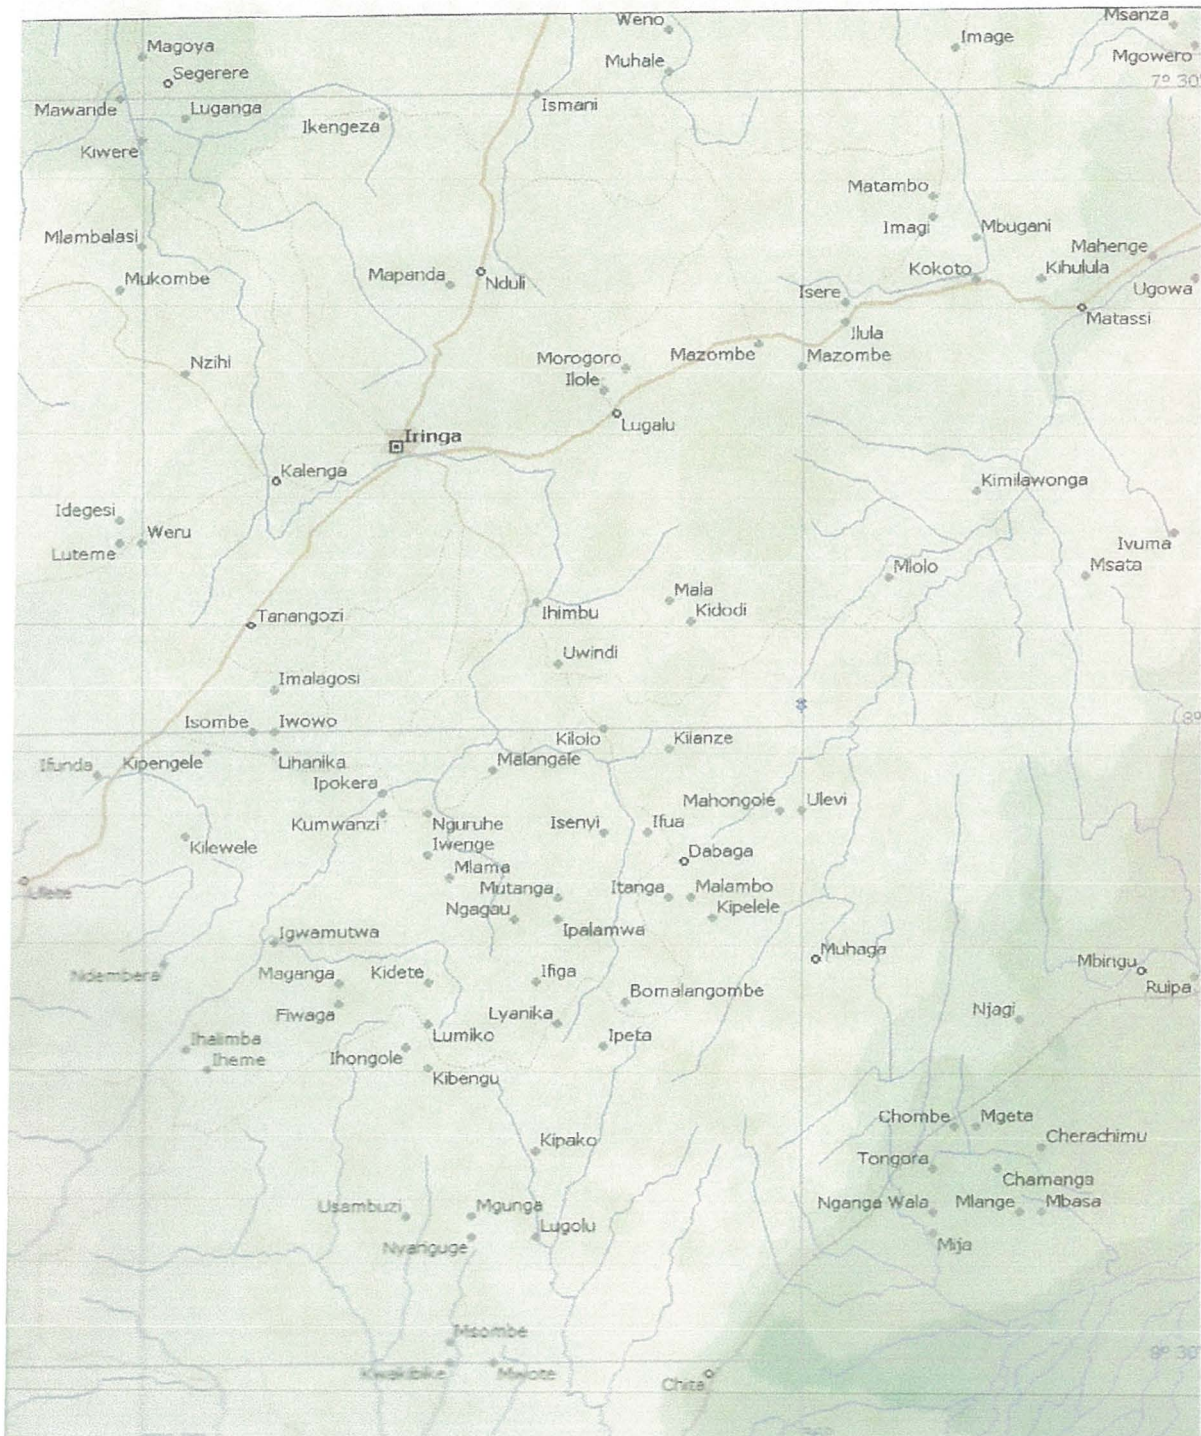 Weno
Msanza
Magoya
Image
Mgowero
Segerere
Muhale
7° 30'
Mawande
Luganga
Ismani
Ikengeza
Kiwere
Matambo
Imagi
Mbugani
Mlambalasi
Mahenge
Mukombe
Mapanda
Nduli
Kokoto
Kihulula
Isere
Ugowa
Matassi
Ilula
Nzihi
Morogoro
Mazombe
Mazombe
Ilole
Lugalu
Iringa
Kalenga
Kimilawonga
Idegesi
Weru
Luteme
Ivuma
Mlolo
Msata
Mala
Tanangozi
Ihimbu
Kidodi
Uwindi
Imalagosi
Isombe
Iwowo
Kilolo
Kilanze
Ifunda
Kipengele
Lihanika
Malangale
Ipokera
Mahongole
Ulevi
Kumwanzi
Nguruhe
Isenyi
Ifua
Kilewele
Iwenge
Dabaga
Mlama
Mutanga
Itanga
Malambo
Ngagau
Ipalamwa
Kipelele
Igwamutwa
Muhaga
Ndembera
Maganga
Kidete
Ifiga
Mbingu
Ruipa
Fiwaga
Bomalangombe
Lyanika
Njagi
Ihalimba
Lumiko
Ipeta
Iheme
Ihongole
Kibengu
Chombe
Mgeta
Kipako
Cherachimu
Tongora
Chamanga
Usambuzi
Mgunga
Nganga Wala
Mlange
Mbasa
Nyanguge
Lugolu
Mija
Msombe
8° 30'
Kwakibike
Mwote
Chita